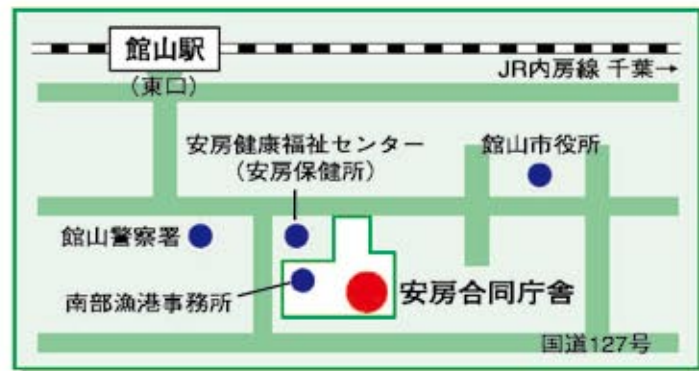 館山駅
(東口)
JR内房線 千葉→
安房健康福祉センター
(安房保健所)
館山市役所
館山警察署
南部漁港事務所
安房合同庁舎
国道127号